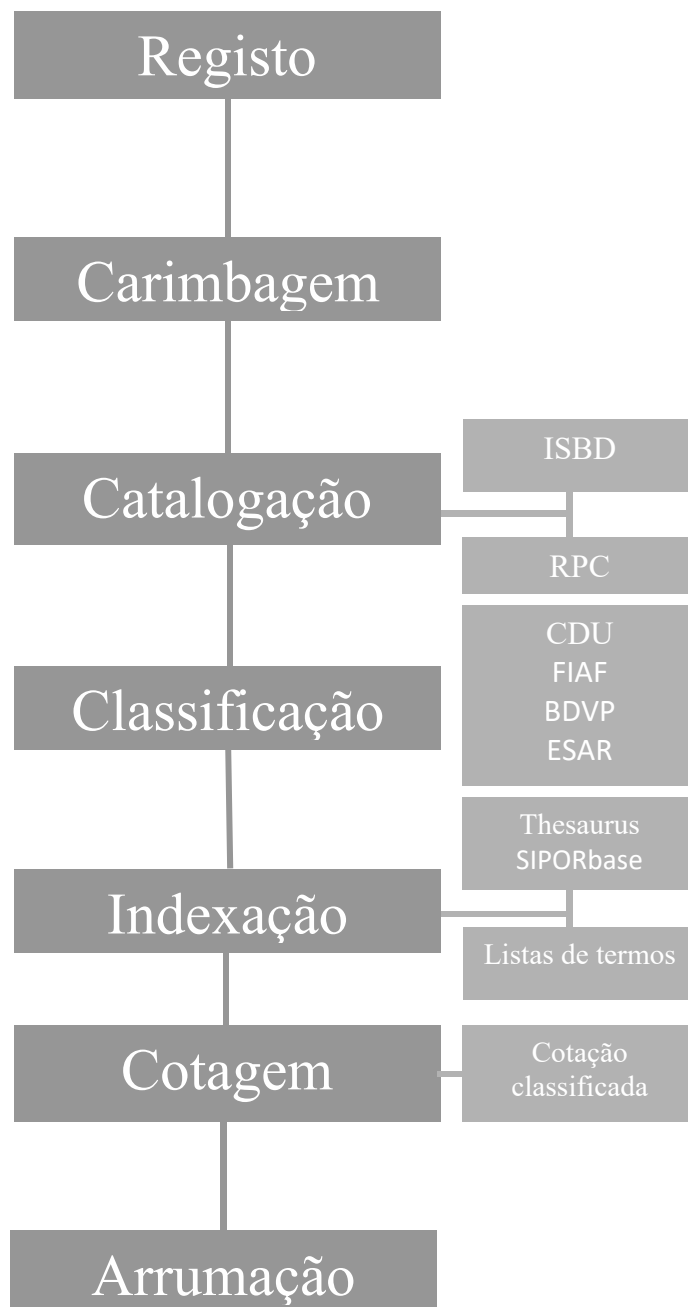 Registo
Carimbagem
Catalogação
ISBD
RPC
Classificação
CDU
FIAF
BDVP
ESAR
Indexação
Thesaurus
SIPORbase
Listas de termos
Cotagem
Cotação
classificada
Arrumação